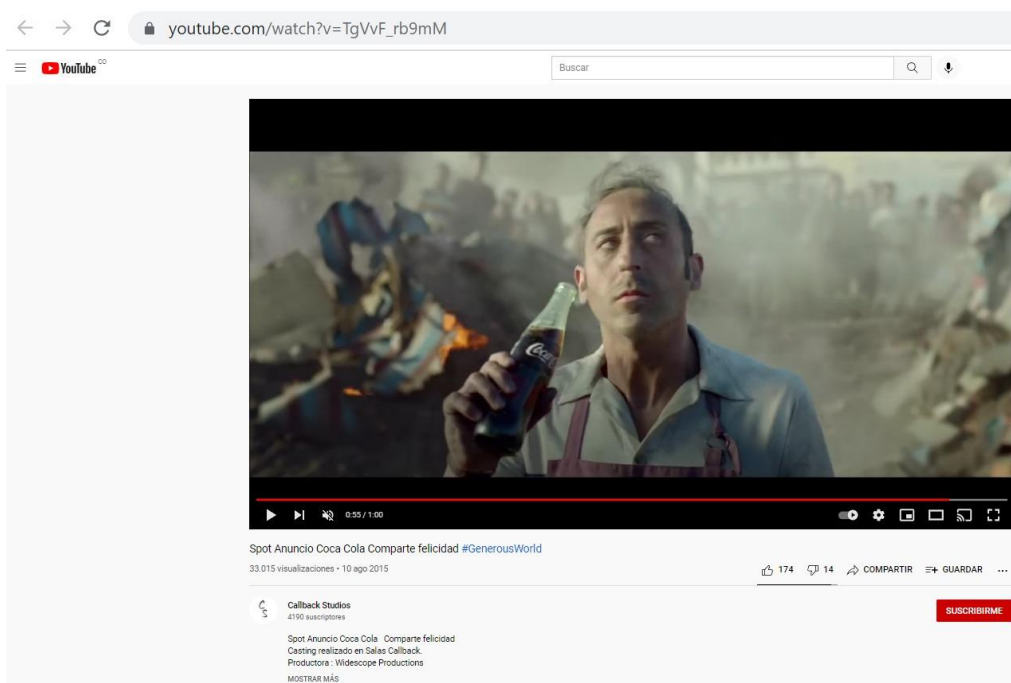 youtube.com/watch?v=TgVvF_rb9mM
YouTube CO
Buscar
Coca
0:55 / 1:00
Spot Anuncio Coca Cola Comparte felicidad #GenerousWorld
33.015 visualizaciones • 10 ago 2015
174 14 COMPARTIR GUARDAR ...
CS
Callback Studios
4190 suscriptores
SUSCRIBIRME
Spot Anuncio Coca Cola Comparte felicidad
Casting realizado en Salas Callback.
Productora : Widescope Productions
MOSTRAR MÁS